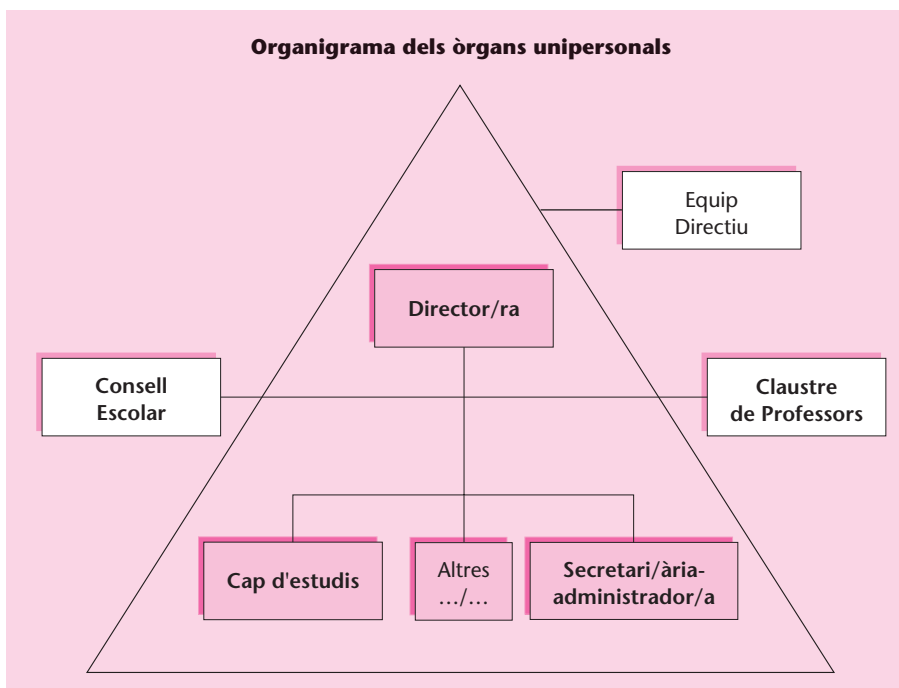 Organigrama dels òrgans unipersonals
Equip
Directiu
Director/ra
Consell
Escolar
Claustre
de Professors
Cap d'estudis
Altres
…/…
Secretari/ària-
administrador/a